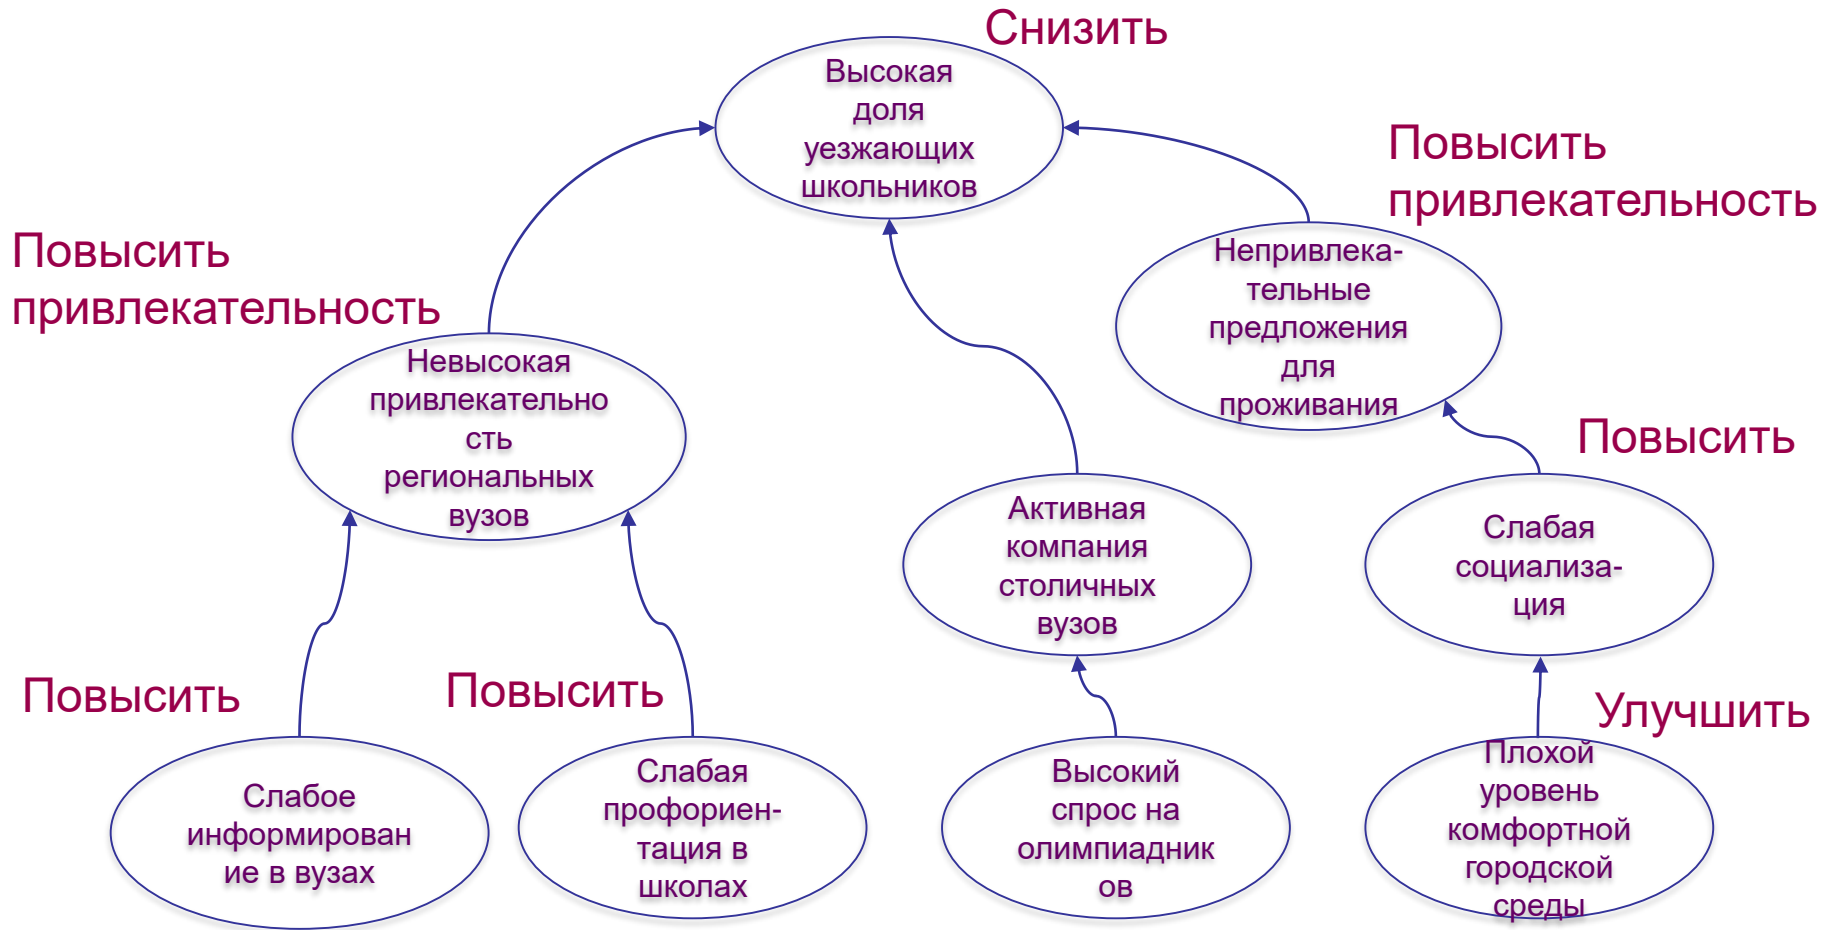 Снизить
Высокая
доля
уезжающих
школьников
Повысить
привлекательность
Непривлека-
тельные
предложения
для
проживания
Повысить
привлекательность
Невысокая
привлекательно
сть
региональных
вузов
Активная
компания
столичных
вузов
Повысить
Слабая
социализа-
ция
Повысить
Слабое
информирован
ие в вузах
Повысить
Слабая
профориен-
тация в
школах
Высокий
спрос на
олимпиадник
ов
Улучшить
Плохой
уровень
комфортной
городской
среды